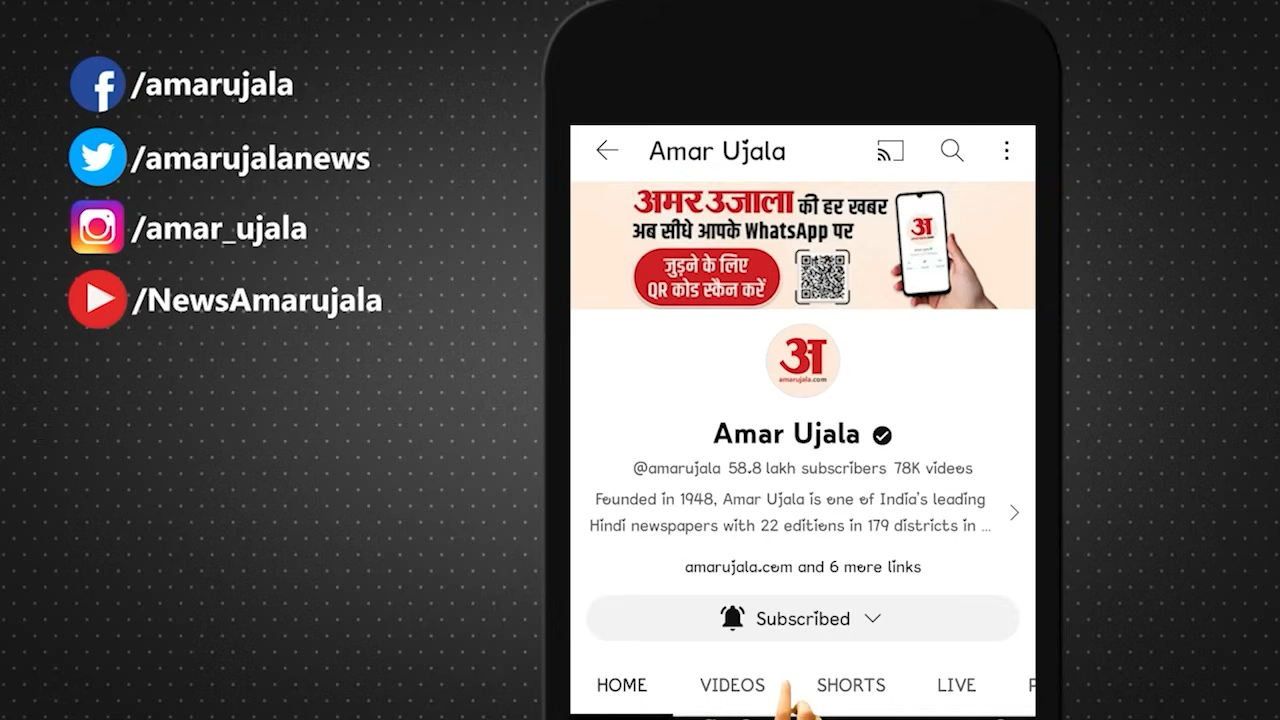 /amarujala
/amarujalanews
/amar_ujala
/NewsAmarujala
Amar Ujala
अमर उजाला की हर खबर
अब सीधे आपके WhatsApp पर
जुड़ने के लिए
QR कोड स्कैन करें
अ
अ
amarujala.com
Amar Ujala
@amarujala 58.8 lakh subscribers 78K videos
Founded in 1948, Amar Ujala is one of India's leading
Hindi newspapers with 22 editions in 179 districts in ...
amarujala.com and 6 more links
Subscribed
HOME VIDEOS SHORTS LIVE